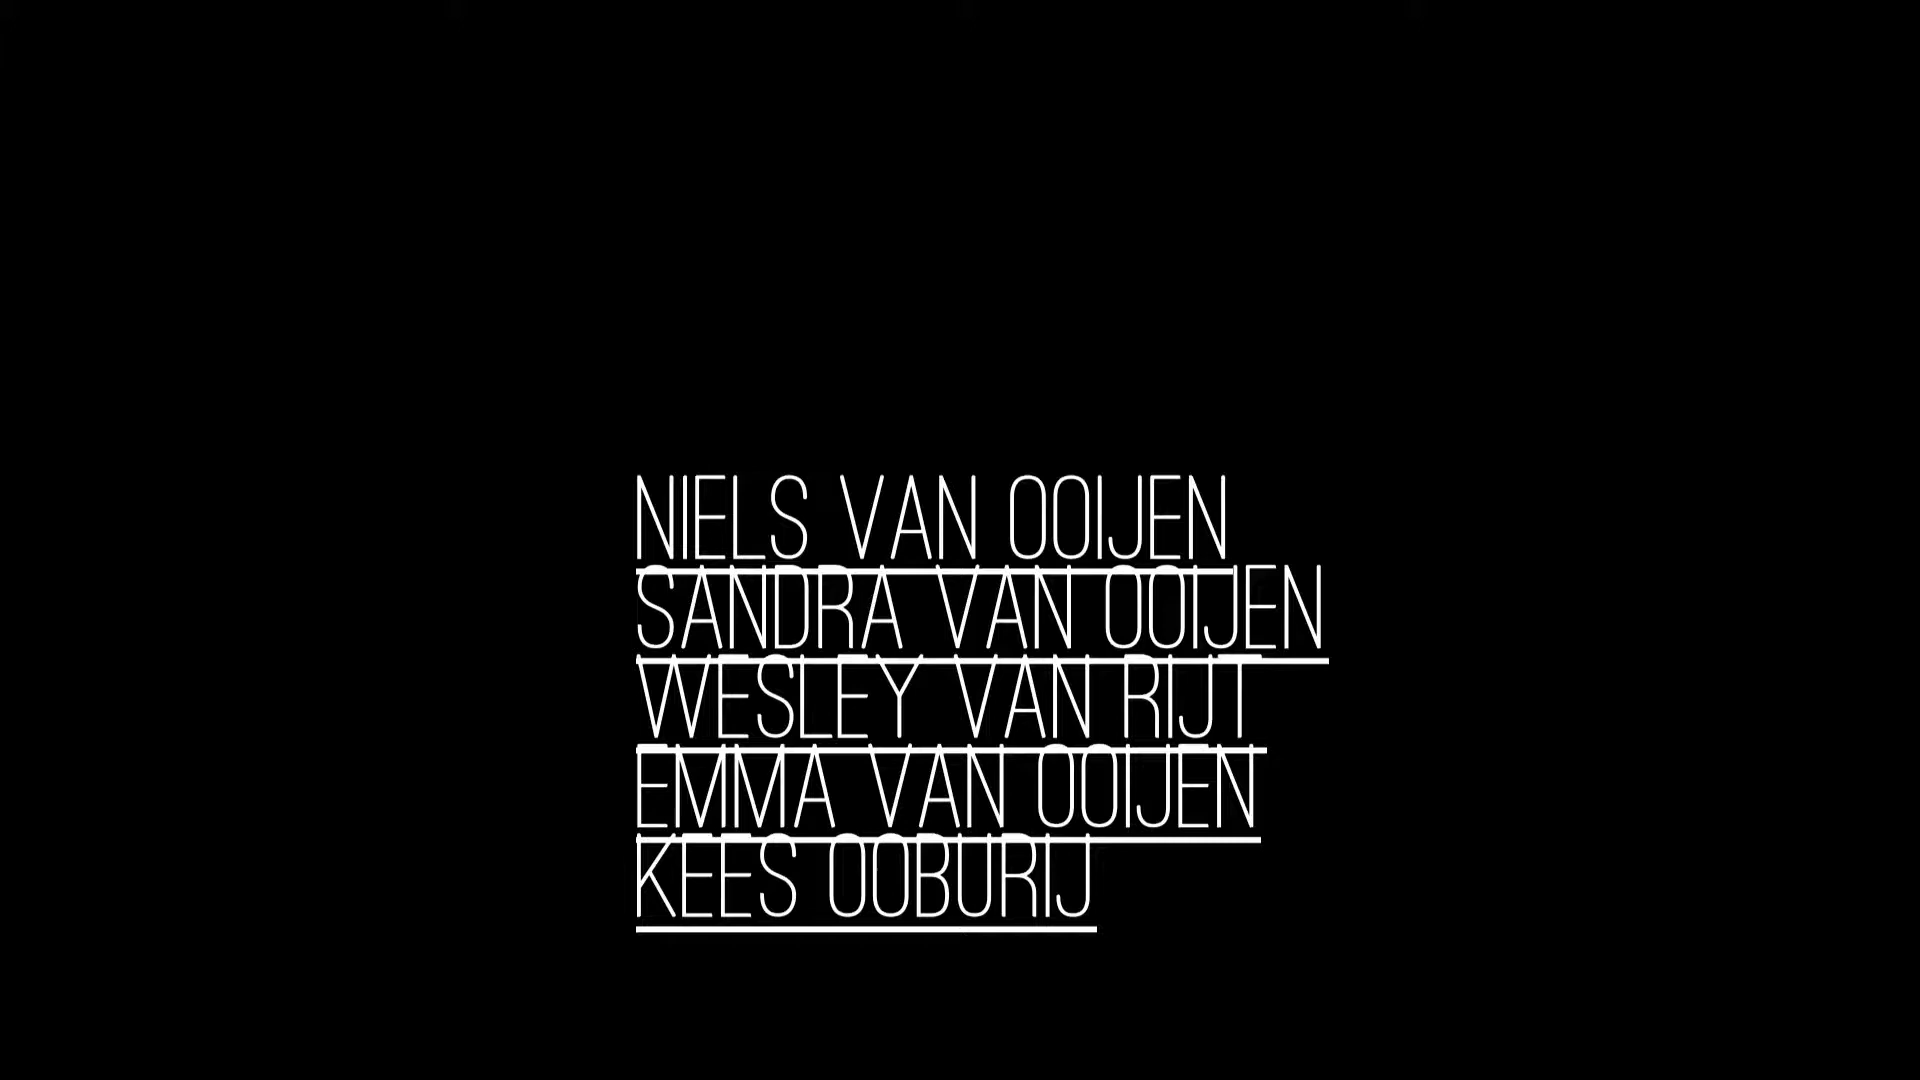 NIELS VAN OOIJEN
SANDRA VAN OOIJEN
WESLEY VAN RIJT
EMMA VAN OOIJEN
KEES OOBURIJ